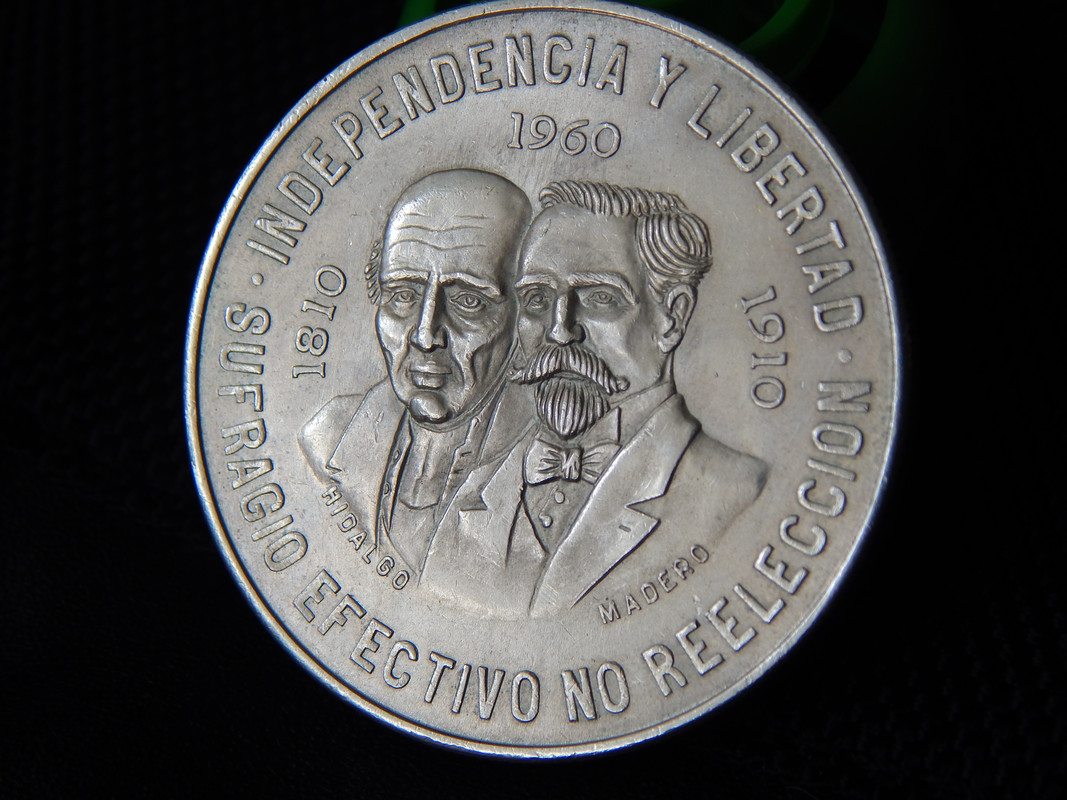 INDEPENDENCIA Y LIBERTAD
1960
1810
1910
HIDALGO
MADERO
SUFRAGIO EFECTIVO NO REELECCION